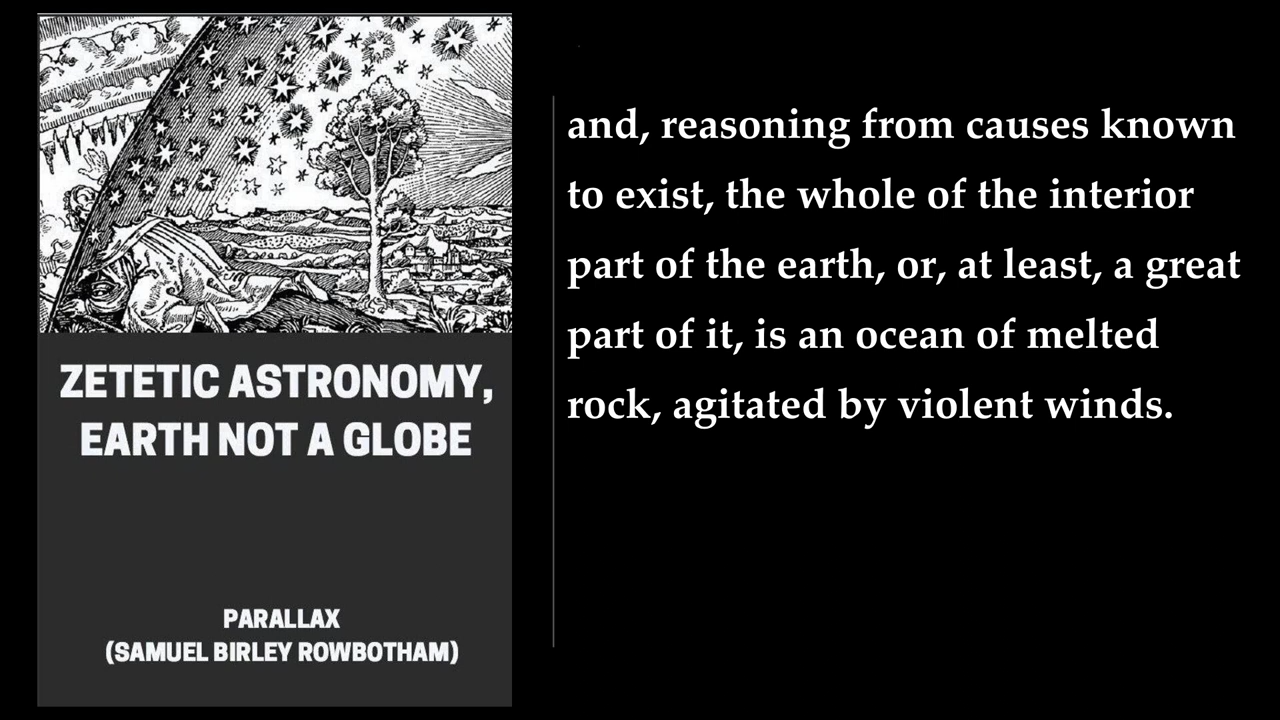 ZETETIC ASTRONOMY,
EARTH NOT A GLOBE
PARALLAX
(SAMUEL BIRLEY ROWBOTHAM)
and, reasoning from causes known
to exist, the whole of the interior
part of the earth, or, at least, a great
part of it, is an ocean of melted
rock, agitated by violent winds.